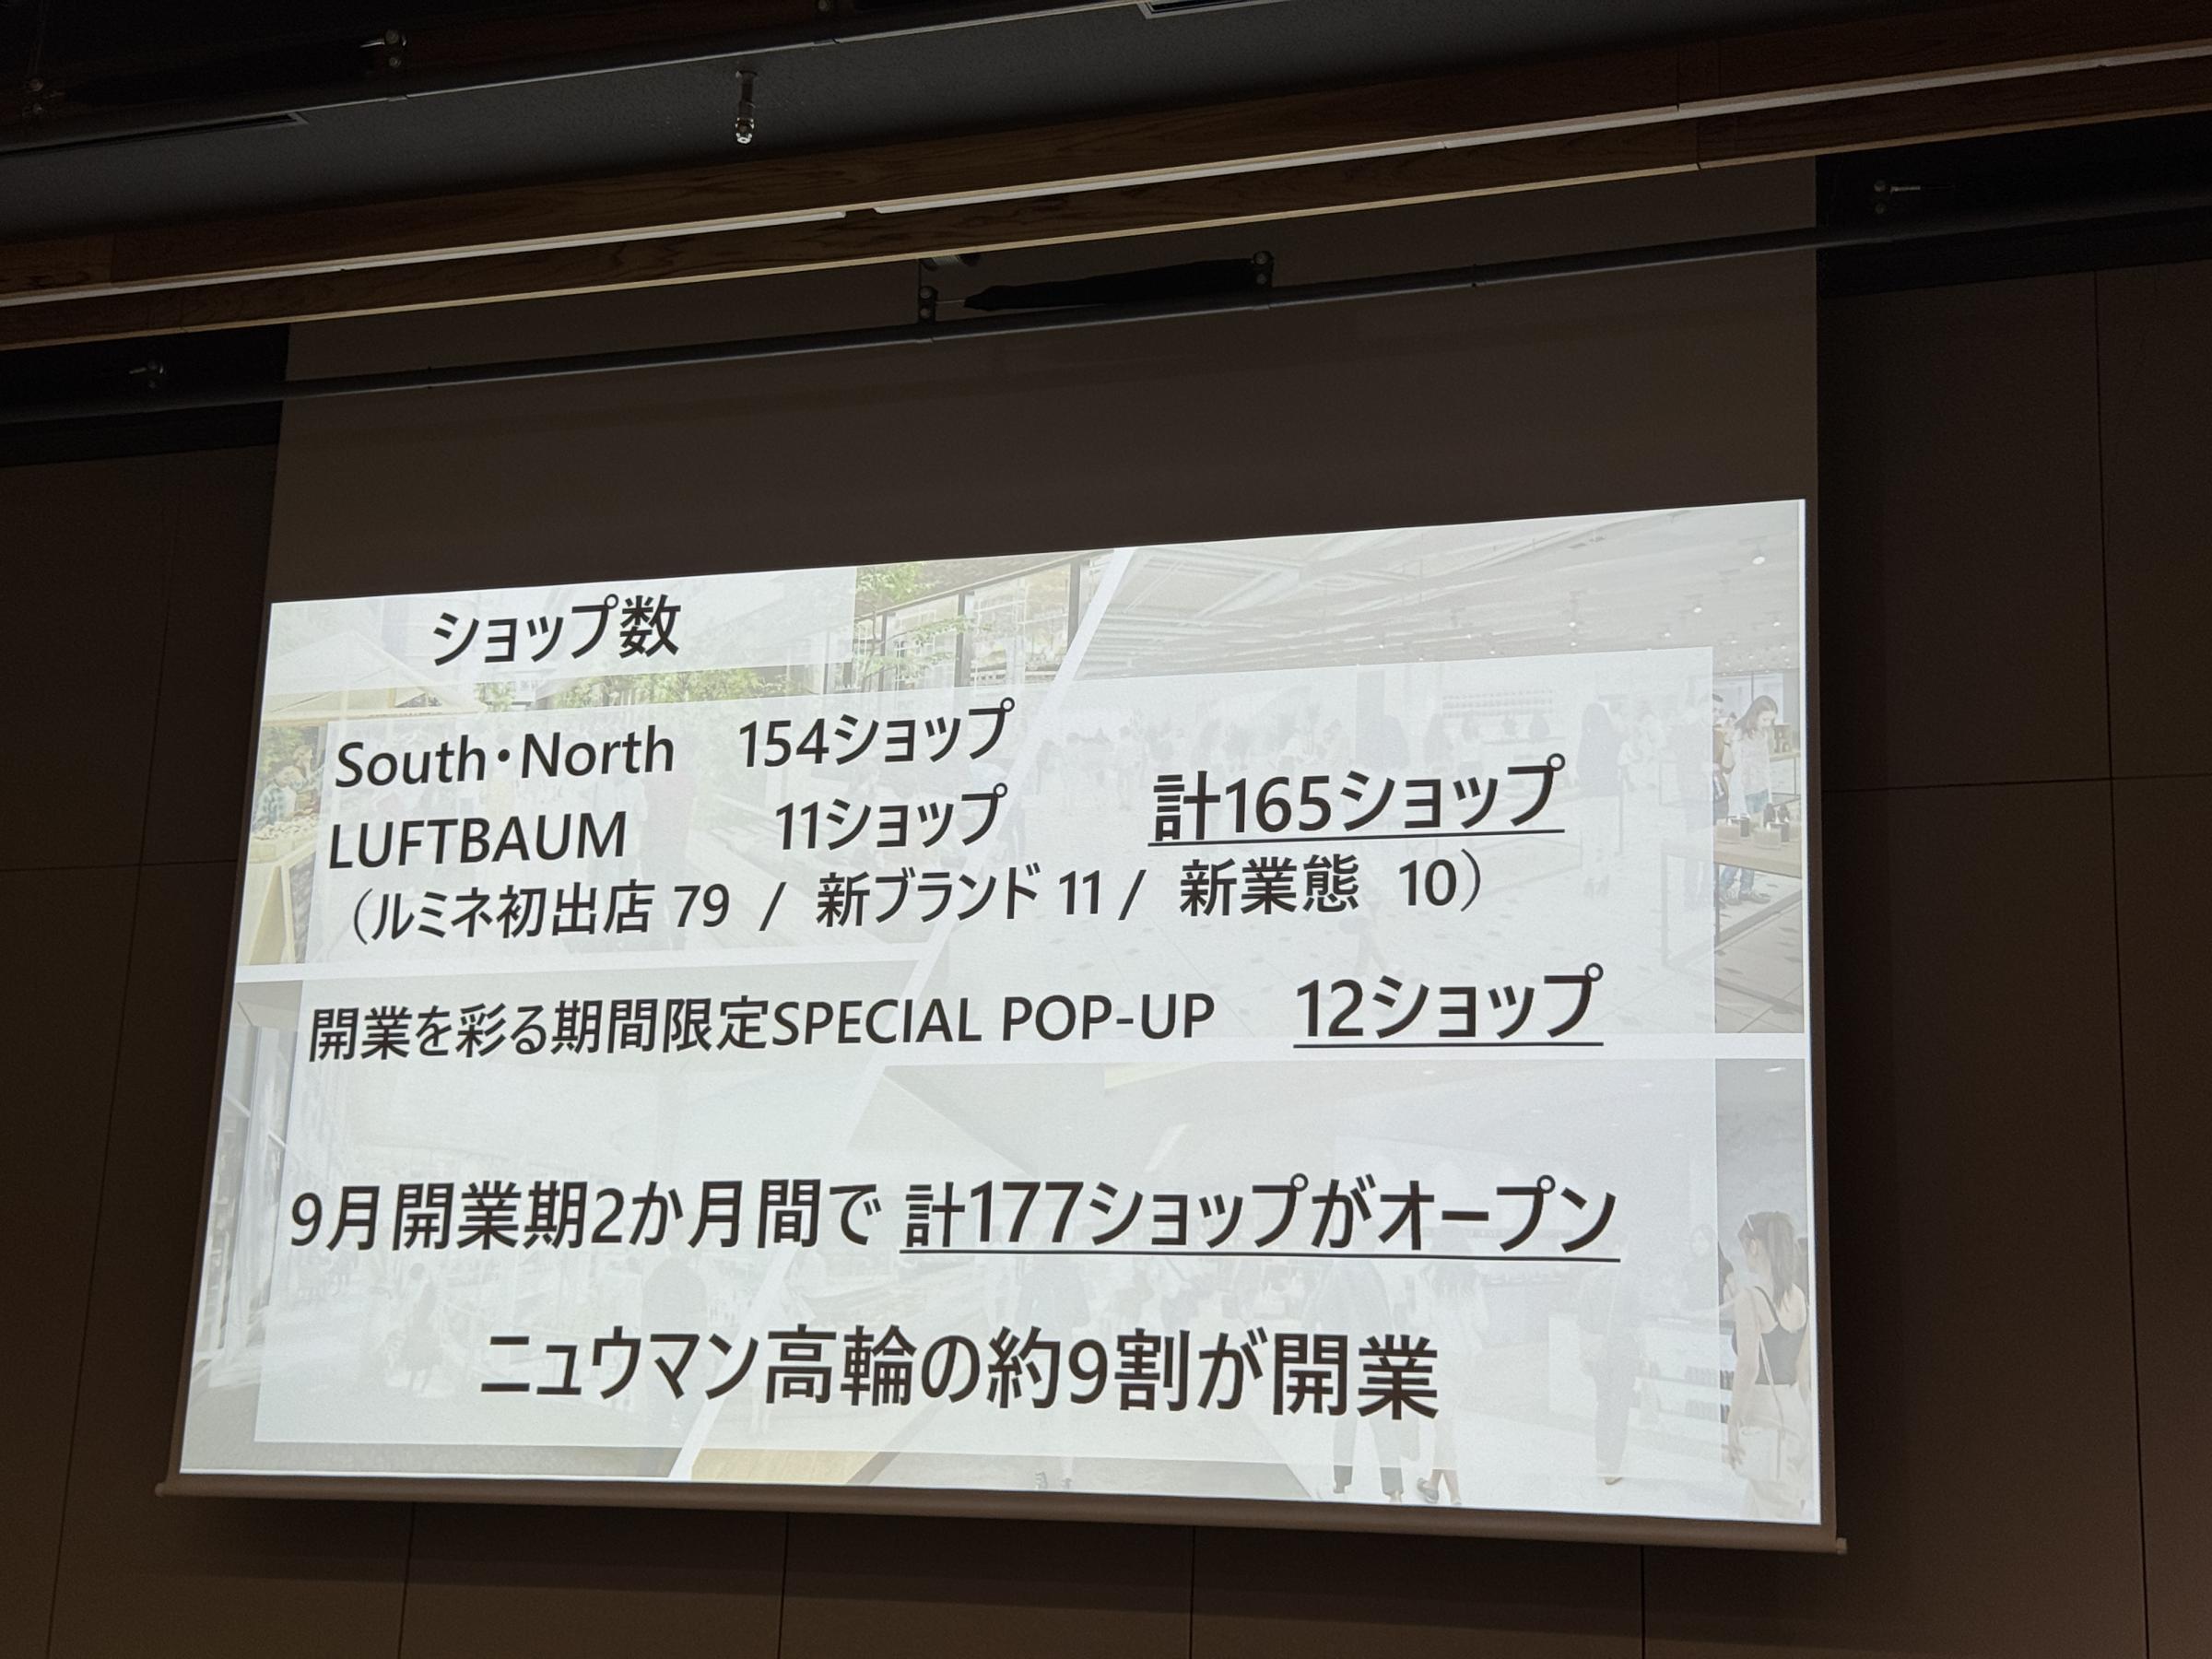 ショップ数
South・North 154ショップ
LUFTBAUM 11ショップ 計165ショップ
（ルミネ初出店 79 / 新ブランド 11 / 新業態 10）
開業を彩る期間限定SPECIAL POP-UP 12ショップ
9月開業期2か月間で 計177ショップがオープン
ニュウマン高輪の約9割が開業